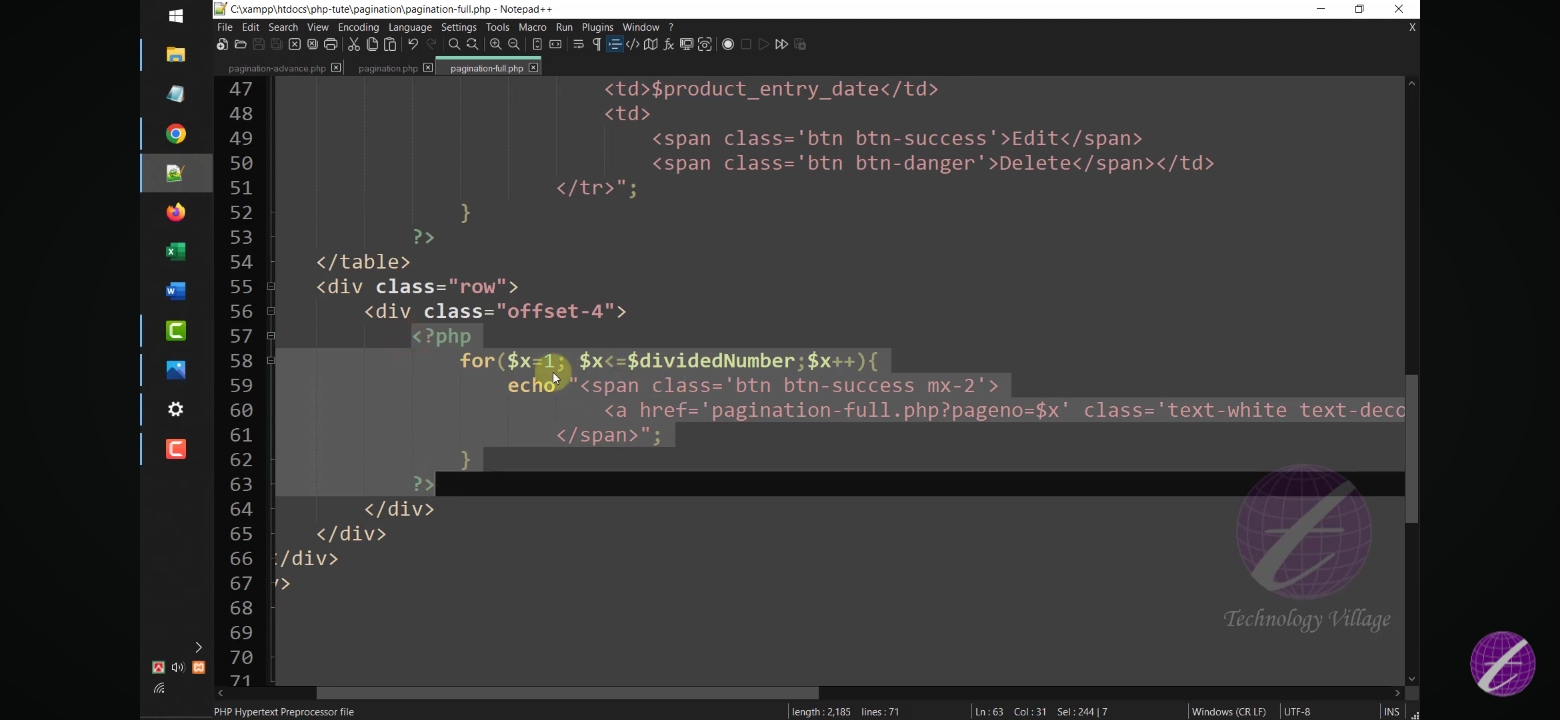 C:\xampp\htdocs\php-tute\pagination\pagination-full.php - Notepad++
File Edit Search View Encoding Language Settings Tools Macro Run Plugins Window ? X
pagination-advance.php pagination.php pagination-full.php
47 <td>$product_entry_date</td>
48 <td>
49 <span class='btn btn-success'>Edit</span>
50 <span class='btn btn-danger'>Delete</span></td>
51 </tr>";
52 }
53 ?>
54 </table>
55 <div class="row">
56 <div class="offset-4">
57 <?php
58 for($x=1; $x<=$dividedNumber;$x++){
59 echo "<span class='btn btn-success mx-2'>
60 <a href='pagination-full.php?pageno=$x' class='text-white text-deco
61 </span>";
62 }
63 ?>
64 </div>
65 </div>
66 /div>
67 >
68
69
70
71
Technology Village
PHP Hypertext Preprocessor file length : 2,185 lines : 71 Ln : 63 Col : 31 Sel : 244 | 7 Windows (CR LF) UTF-8 INS